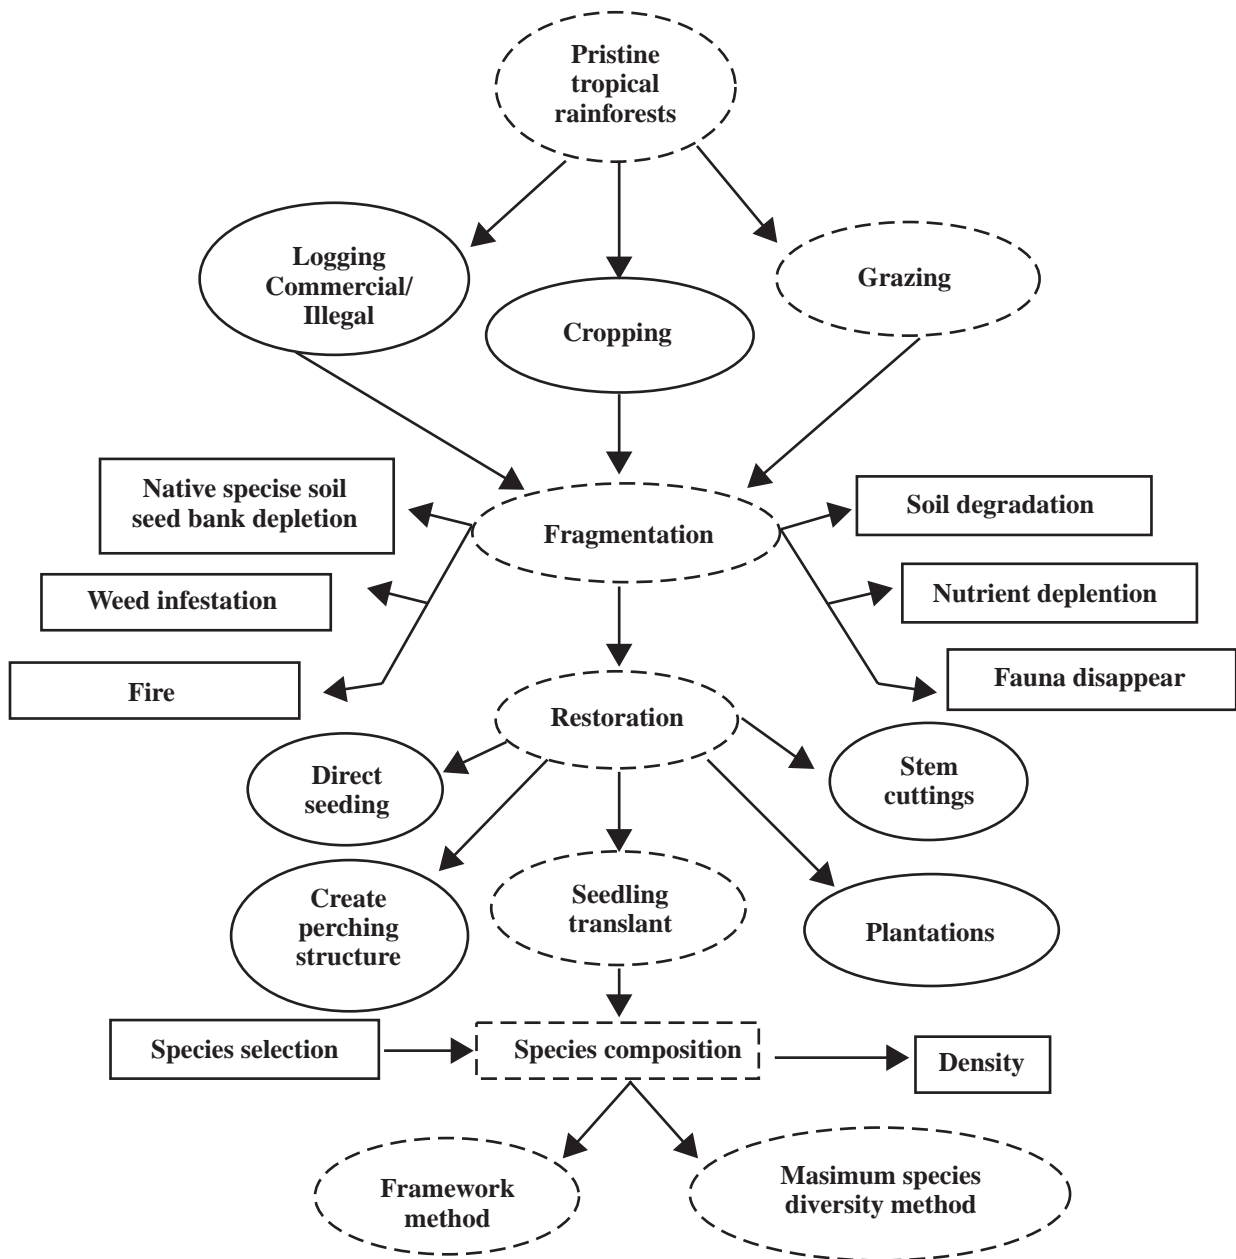 Pristine
tropical
rainforests
Logging
Commercial/
Illegal
Cropping
Grazing
Native specise soil
seed bank depletion
Fragmentation
Soil degradation
Weed infestation
Nutrient deplention
Fire
Restoration
Fauna disappear
Direct
seeding
Stem
cuttings
Create
perching
structure
Seedling
translant
Plantations
Species selection
Species composition
Density
Framework
method
Masimum species
diversity method